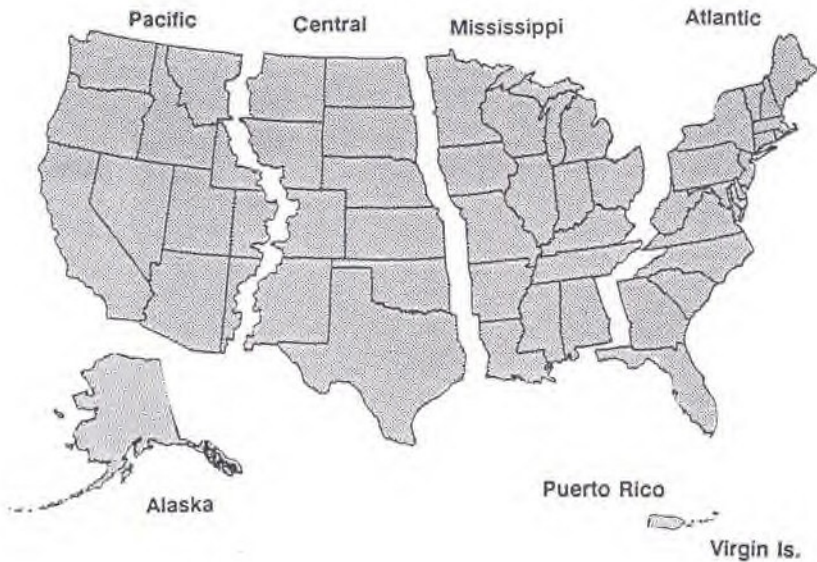 Pacific
Central
Mississippi
Atlantic
Alaska
Puerto Rico
Virgin Is.